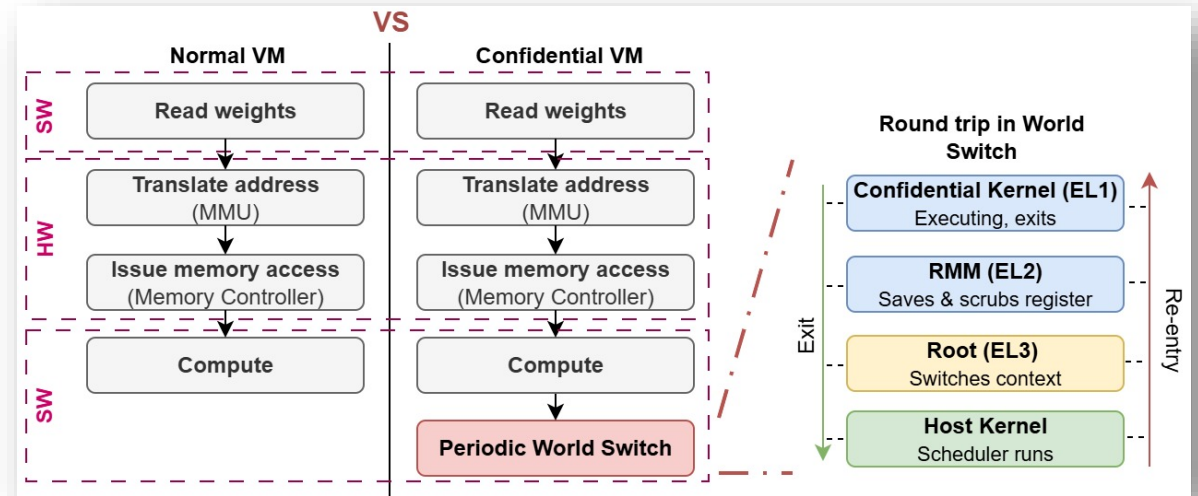 VS
Normal VM
Confidential VM
SW
Read weights
Read weights
HW
Translate address
(MMU)
Translate address
(MMU)
Issue memory access
(Memory Controller)
Issue memory access
(Memory Controller)
SW
Compute
Compute
Periodic World Switch
Round trip in World
Switch
Exit
Confidential Kernel (EL1)
Executing, exits
RMM (EL2)
Saves & scrubs register
Root (EL3)
Switches context
Host Kernel
Scheduler runs
Re-entry